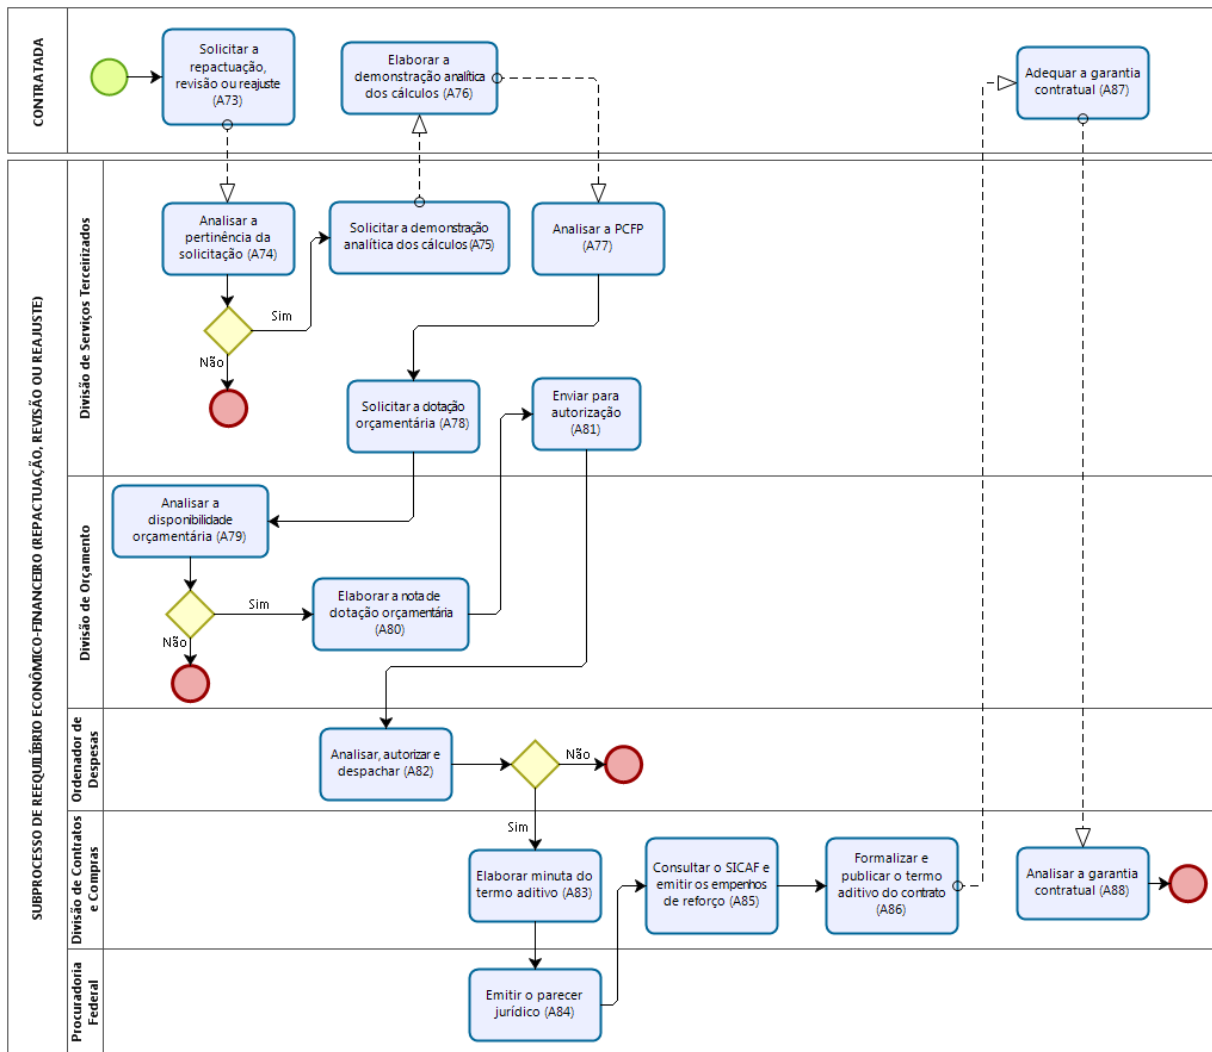 CONTRATADA
Solicitar a
repactuação,
revisão ou reajuste
(A73)
Elaborar a
demonstração analítica
dos cálculos (A76)
Adequar a garantia
contratual (A87)
SUBPROCESSO DE REEQUILÍBRIO ECONÔMICO-FINANCEIRO (REPACTUAÇÃO, REVISÃO OU REAJUSTE)
Divisão de Serviços Terceirizados
Analisar a
pertinência da
solicitação (A74)
Solicitar a demonstração
analítica dos cálculos (A75)
Analisar a PCFP
(A77)
Sim
Não
Solicitar a dotação
orçamentária (A78)
Enviar para
autorização
(A81)
Divisão de Orçamento
Analisar a
disponibilidade
orçamentária (A79)
Sim
Não
Elaborar a nota de
dotação orçamentária
(A80)
Ordenador de
Despesas
Analisar, autorizar e
despachar (A82)
Não
Sim
Divisão de Contratos
e Compras
Elaborar minuta do
termo aditivo (A83)
Consultar o SICAF e
emitir os empenhos
de reforço (A85)
Formalizar e
publicar o termo
aditivo do contrato
(A86)
Analisar a garantia
contratual (A88)
Procuradoria
Federal
Emitir o parecer
jurídico (A84)